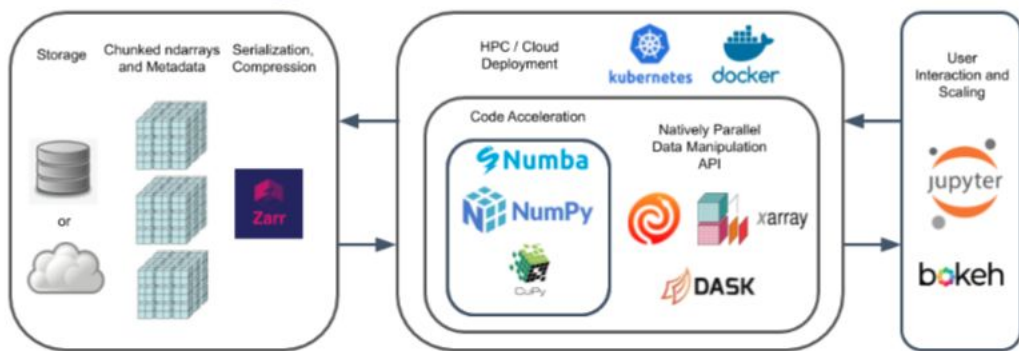 Storage
or
Chunked ndarrays
and Metadata
Serialization,
Compression
Zarr
HPC / Cloud
Deployment
kubernetes
docker
Code Acceleration
Numba
NumPy
CuPy
Natively Parallel
Data Manipulation
API
xarray
DASK
User
Interaction and
Scaling
jupyter
bokeh